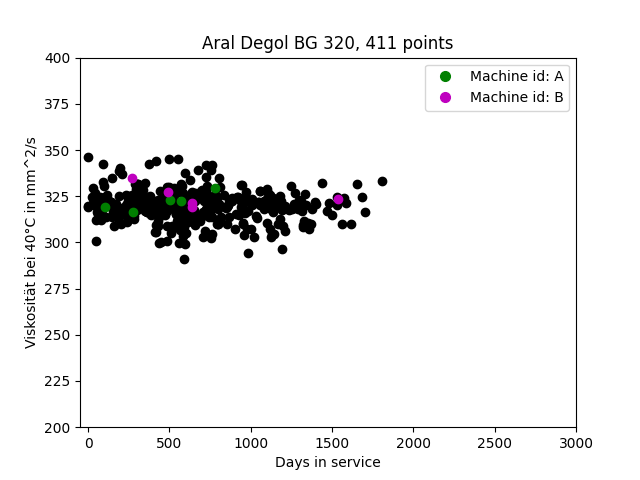 Aral Degol BG 320, 411 points
Machine id: A
Machine id: B
Viskosität bei 40°C in mm^2/s
400
375
350
325
300
275
250
225
200
0 500 1000 1500 2000 2500 3000
Days in service